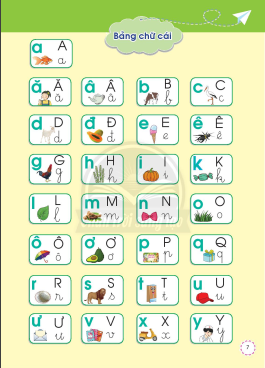 Bảng chữ cái
a A a
ă Ă ă â Â â b B b c C c
d D d đ Đ đ e E e ê Ê ê
g G g h H h i I i k K k
l L l m M m n N n o O o
ô Ô ô ơ Ơ ơ p P p q Q q
r R r s S s t T t u U u
ư Ư ư v V v x X x y Y y
7